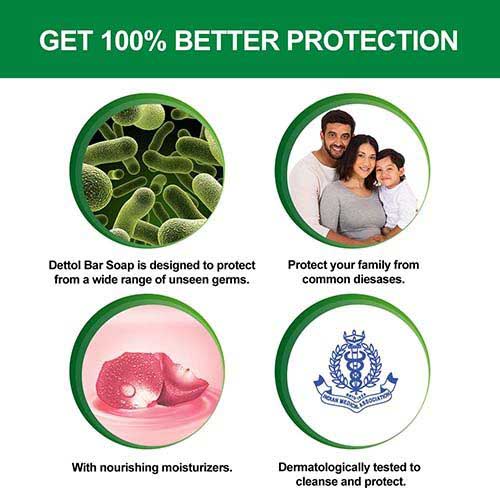 GET 100% BETTER PROTECTION
Dettol Bar Soap is designed to protect
from a wide range of unseen germs.
Protect your family from
common dieseases.
INDIAN MEDICAL ASSOCIATION
With nourishing moisturizers.
Dermatologically tested to
cleanse and protect.